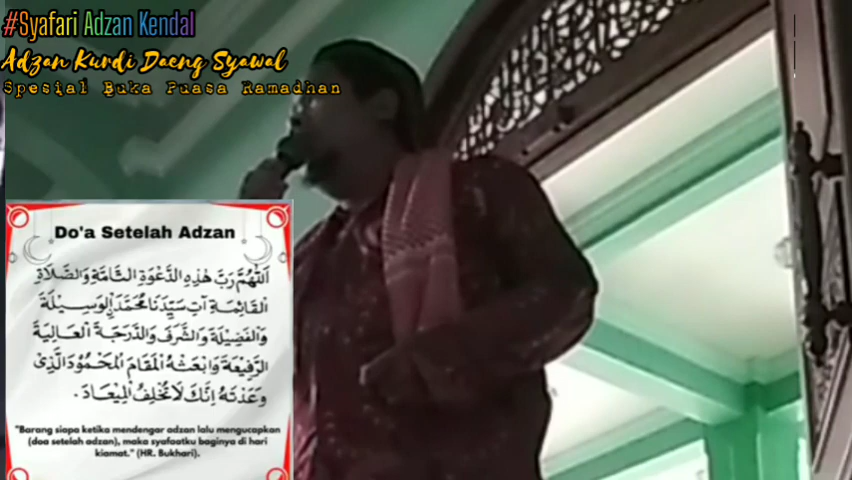 #Syafari Adzan Kendal
Adzan Kurdi Daeng Syawal
Spesial Buka Puasa Ramadhan
Do'a Setelah Adzan
اَللّٰهُمَّ رَبَّ هٰذِهِ الدَّعْوَةِ التَّامَّةِ وَالصَّلَاةِ
الْقَائِمَةِ آتِ سَيِّدَنَا مُحَمَّدَ اِلْوَسِيْلَةَ
وَالْفَضِيْلَةَ وَالشَّرَفَ وَالدَّرَجَةَ الْعَالِيَةَ
الرَّفِيْعَةَ وَابْعَثْهُ الْمَقَامَ الْمَحْمُوْدَ الَّذِيْ
وَعَدْتَهُ اِنَّكَ لَا تُخْلِفُ الْمِيْعَادَ.
"Barang siapa ketika mendengar adzan lalu mengucapkan
(doa setelah adzan), maka syafaatku baginya di hari
kiamat." (HR. Bukhari).